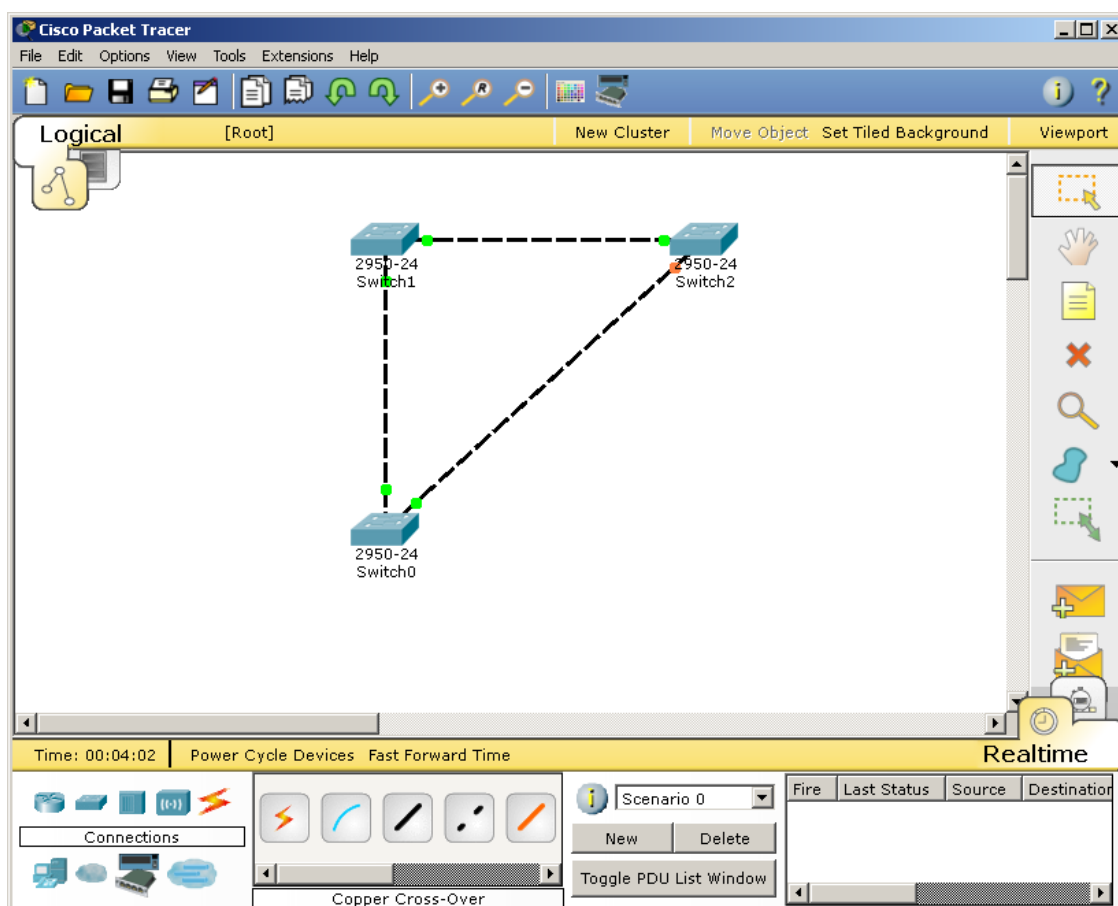 Cisco Packet Tracer
File Edit Options View Tools Extensions Help
R
i ?
Logical [Root] New Cluster Move Object Set Tiled Background Viewport
2950-24
Switch1
2950-24
Switch2
2950-24
Switch0
Time: 00:04:02 Power Cycle Devices Fast Forward Time Realtime
Connections
Copper Cross-Over
i Scenario 0
New Delete
Toggle PDU List Window
Fire Last Status Source Destination